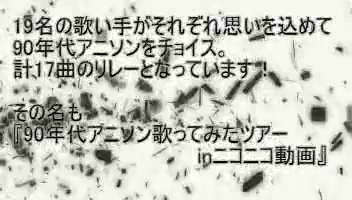 19名の歌い手がそれぞれ思いを込めて
90年代アニソンをチョイス。
計17曲のリレーとなっています！
その名も
『90年代アニソン歌ってみたツアー
inニコニコ動画』